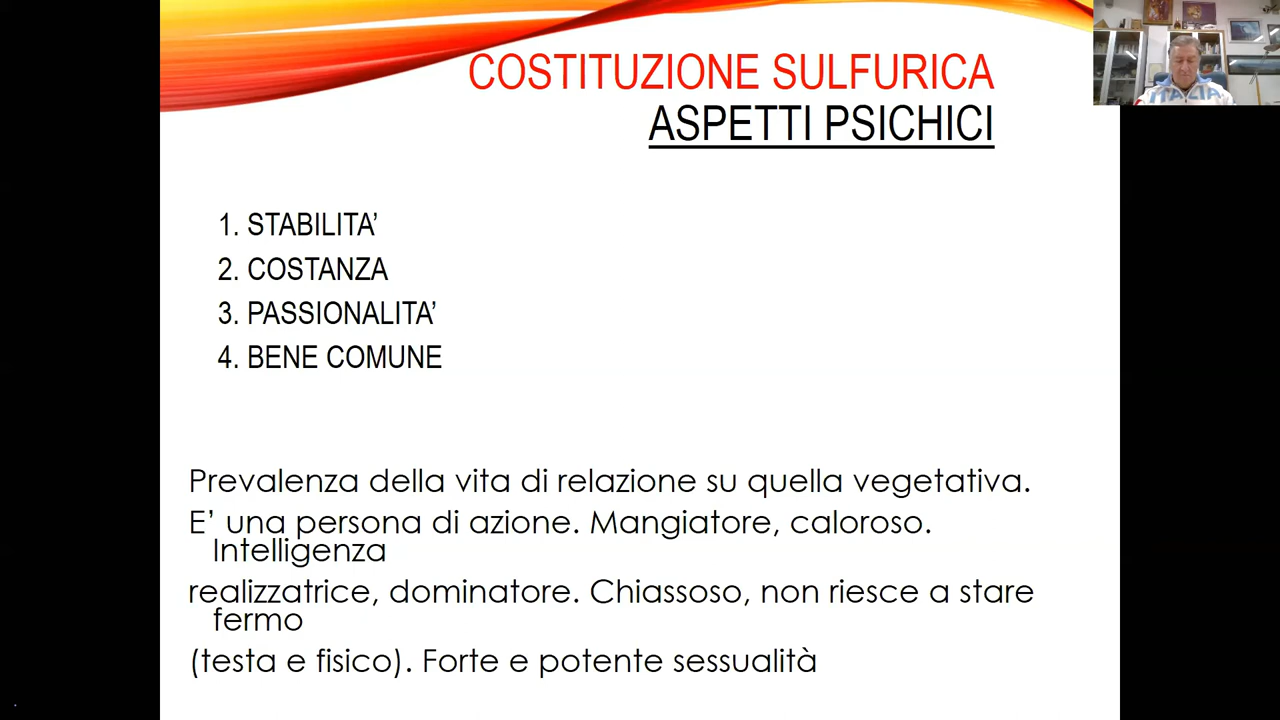 COSTITUZIONE SULFURICA
ASPETTI PSICHICI
ITALIA
1. STABILITA’
2. COSTANZA
3. PASSIONALITA’
4. BENE COMUNE
Prevalenza della vita di relazione su quella vegetativa.
E’ una persona di azione. Mangiatore, caloroso.
Intelligenza
realizzatrice, dominatore. Chiassoso, non riesce a stare
fermo
(testa e fisico). Forte e potente sessualità